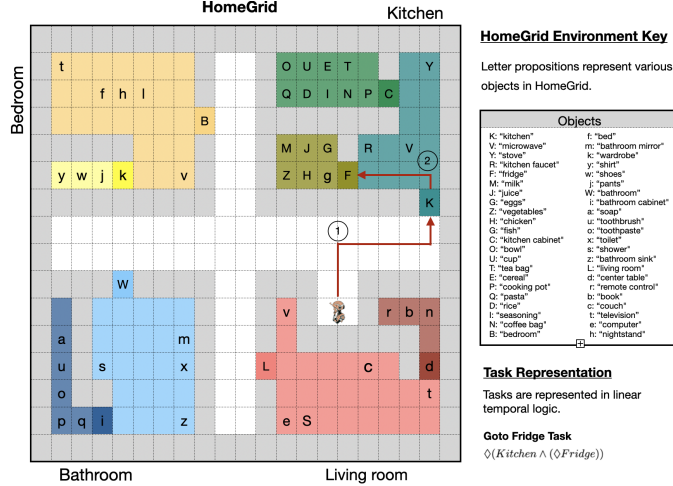 HomeGrid
Kitchen
Bedroom
t O U E T Y
f h l Q D I N P C
B
M J G R V
2
y w j k v Z H g F
K
1
W
v r b n
a m
u s x L c d
o t
p q i z e S
Bathroom
Living room
HomeGrid Environment Key
Letter propositions represent various
objects in HomeGrid.
Objects
K: "kitchen" f: "bed"
V: "microwave" m: "bathroom mirror"
Y: "stove" k: "wardrobe"
R: "kitchen faucet" y: "shirt"
F: "fridge" w: "shoes"
M: "milk" j: "pants"
J: "juice" W: "bathroom"
G: "eggs" i: "bathroom cabinet"
Z: "vegetables" a: "soap"
H: "chicken" u: "toothbrush"
G: "fish" o: "toothpaste"
C: "kitchen cabinet" x: "toilet"
O: "bowl" s: "shower"
U: "cup" z: "bathroom sink"
T: "tea bag" L: "living room"
E: "cereal" d: "center table"
P: "cooking pot" r: "remote control"
Q: "pasta" b: "book"
D: "rice" c: "couch"
I: "seasoning" t: "television"
N: "coffee bag" e: "computer"
B: "bedroom" h: "nightstand"
Task Representation
Tasks are represented in linear
temporal logic.
Goto Fridge Task
◊(Kitchen ∧ (◊Fridge))